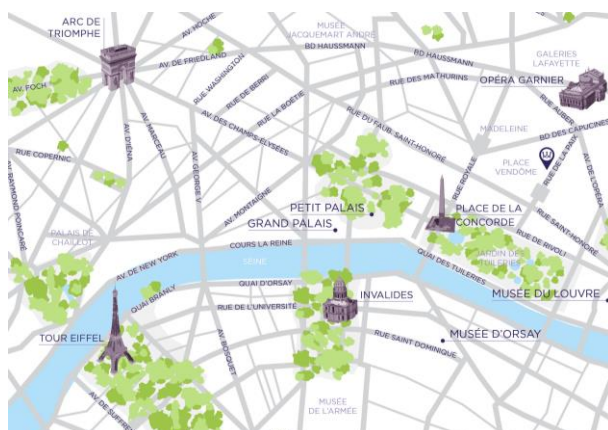 ARC DE
TRIOMPHE
AV. HOCHE
MUSÉE
JACQUEMART ANDRÉ
BD HAUSSMANN
BD HAUSSMANN
GALERIES
LAFAYETTE
AV. DE FRIEDLAND
RUE WASHINGTON
RUE DE BERRI
RUE LA BOÉTIE
RUE DES MATHURINS
OPÉRA GARNIER
AV. FOCH
RUE AUBER
AV. DES CHAMPS-ÉLYSÉES
RUE DU FAUB. SAINT-HONORÉ
MADELEINE
BD DES CAPUCINES
RUE COPERNIC
AV. D'IÉNA
AV. MARCEAU
AV. GEORGE V
PLACE
VENDÔME
RUE DE LA PAIX
AV. DE L'OPÉRA
AV. RAYMOND POINCARÉ
RUE ROYALE
AV. MONTAIGNE
PETIT PALAIS
GRAND PALAIS
PLACE DE LA
CONCORDE
RUE SAINT-HONORÉ
RUE DE RIVOLI
PALAIS DE
CHAILLOT
COURS LA REINE
SEINE
JARDIN DE
TUILERIES
QUAI DES TUILERIES
AV. DE NEW YORK
QUAI D'ORSAY
QUAI BRANLY
RUE DE L'UNIVERSITÉ
INVALIDES
MUSÉE DU LOUVRE
TOUR EIFFEL
AV. BOSQUET
RUE SAINT DOMINIQUE
MUSÉE D'ORSAY
AV. DE SUFFREN
MUSÉE
DE L'ARMÉE